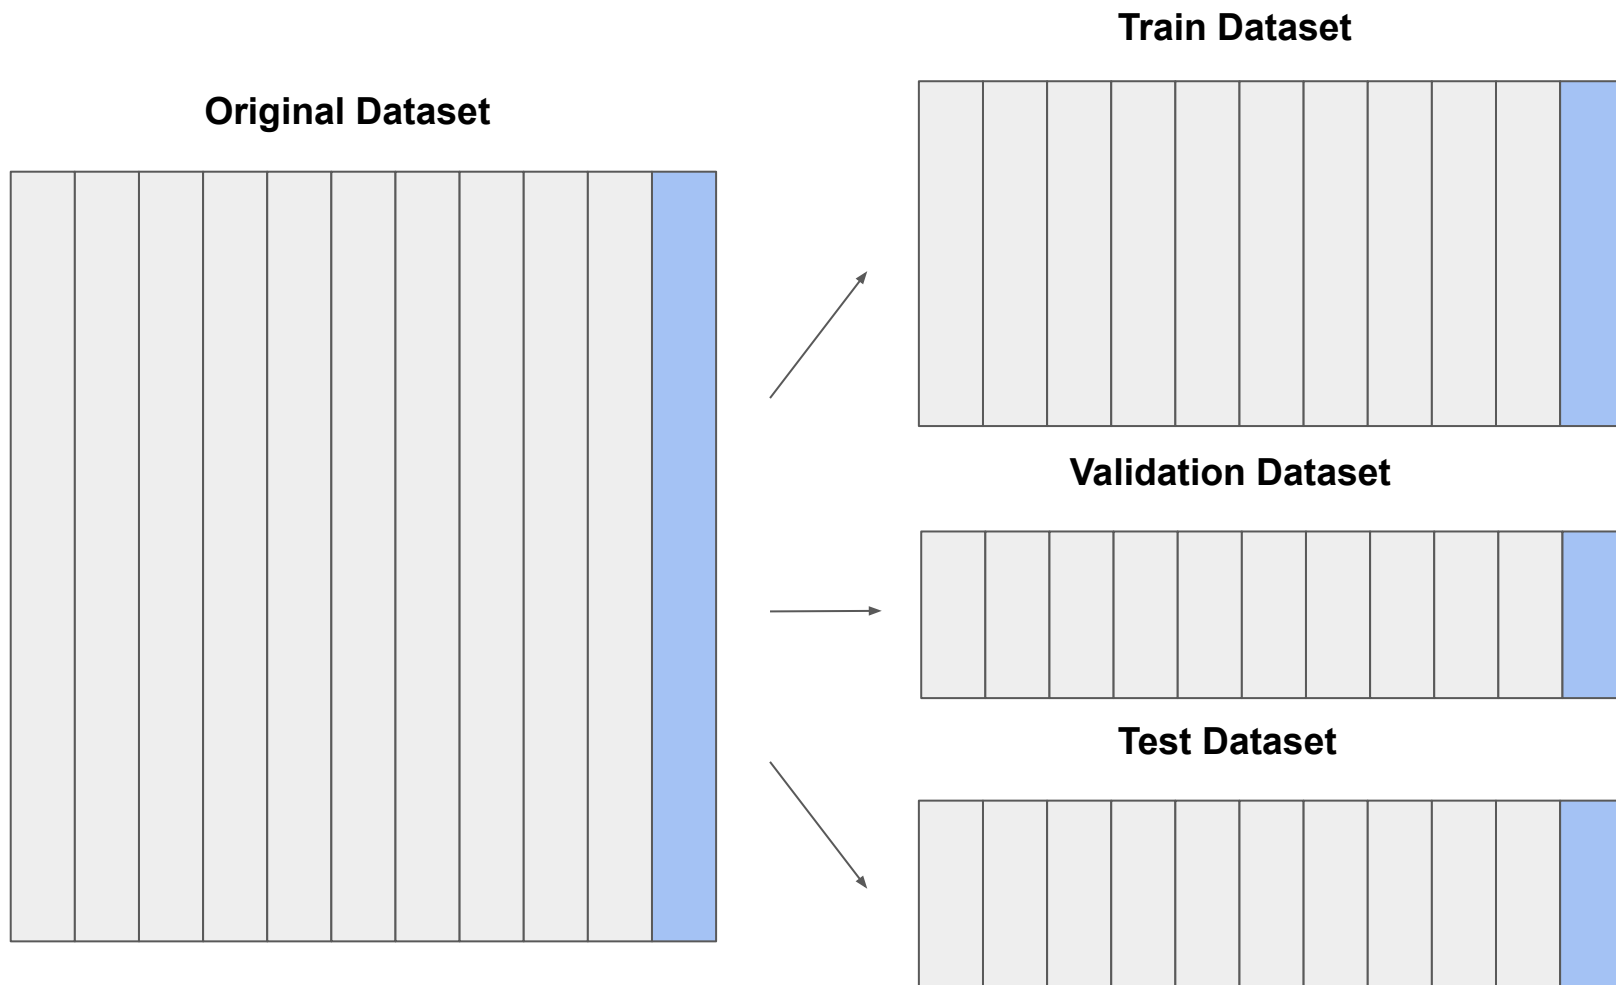 Original Dataset
Train Dataset
Validation Dataset
Test Dataset